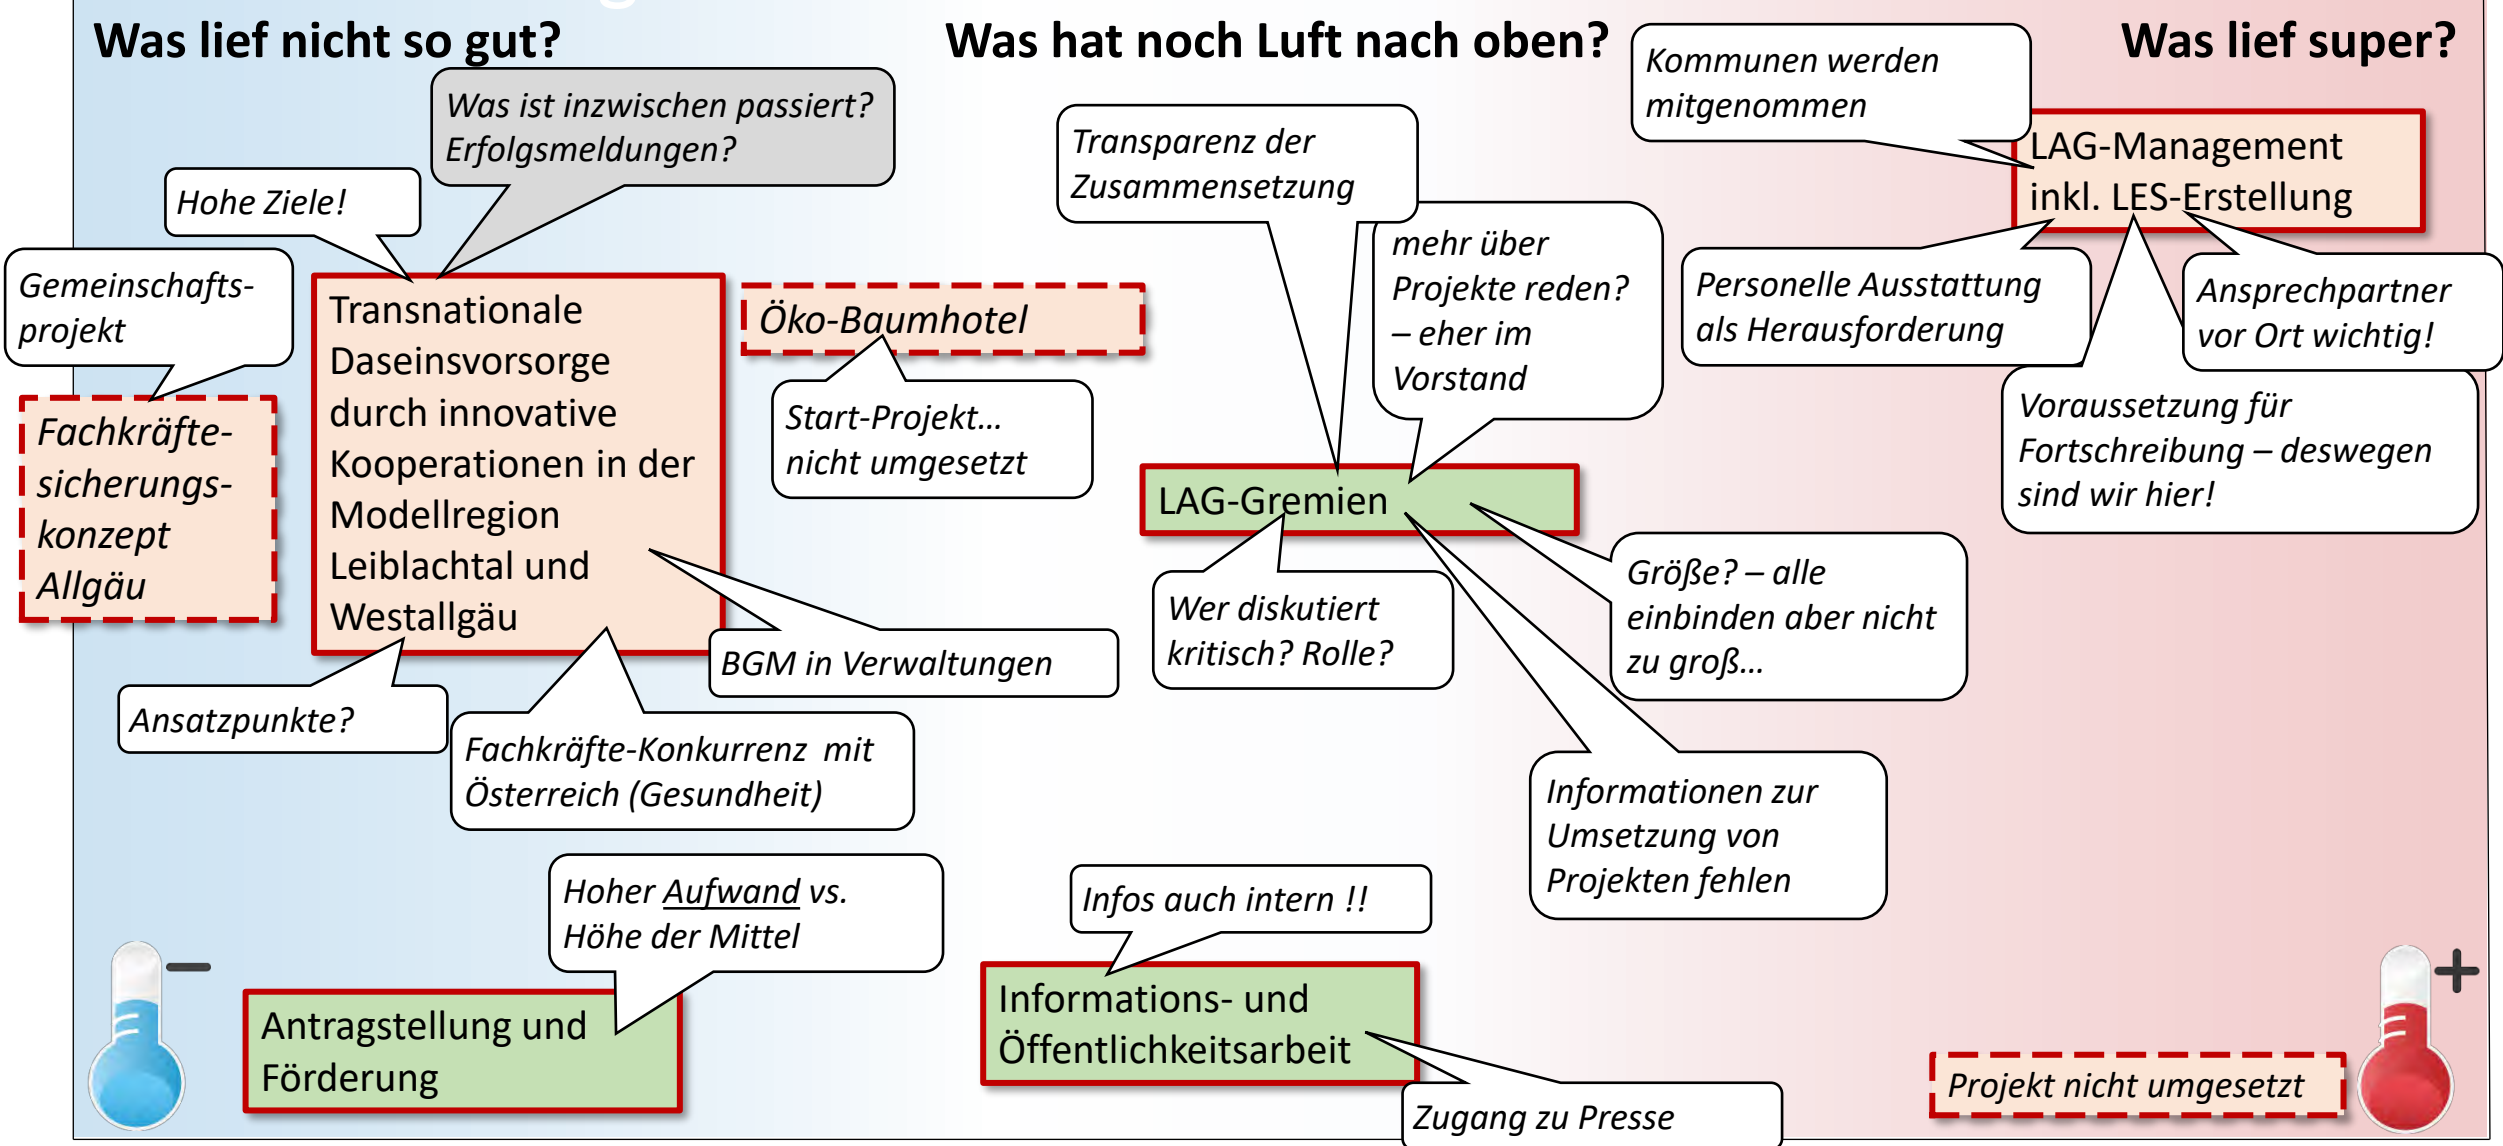 Was lief nicht so gut?
Was hat noch Luft nach oben?
Was lief super?
Was ist inzwischen passiert?
Erfolgsmeldungen?
Hohe Ziele!
Gemeinschafts-
projekt
Fachkräfte-
sicherungs-
konzept
Allgäu
Transnationale
Daseinsvorsorge
durch innovative
Kooperationen in der
Modellregion
Leiblachtal und
Westallgäu
Öko-Baumhotel
Start-Projekt...
nicht umgesetzt
BGM in Verwaltungen
Ansatzpunkte?
Fachkräfte-Konkurrenz  mit
Österreich (Gesundheit)
Hoher Aufwand vs.
Höhe der Mittel
Antragstellung und
Förderung
Transparenz der
Zusammensetzung
mehr über
Projekte reden?
– eher im
Vorstand
LAG-Gremien
Wer diskutiert
kritisch? Rolle?
Größe? – alle
einbinden aber nicht
zu groß...
Informationen zur
Umsetzung von
Projekten fehlen
Infos auch intern !!
Informations- und
Öffentlichkeitsarbeit
Zugang zu Presse
Kommunen werden
mitgenommen
LAG-Management
inkl. LES-Erstellung
Personelle Ausstattung
als Herausforderung
Ansprechpartner
vor Ort wichtig!
Voraussetzung für
Fortschreibung – deswegen
sind wir hier!
Projekt nicht umgesetzt